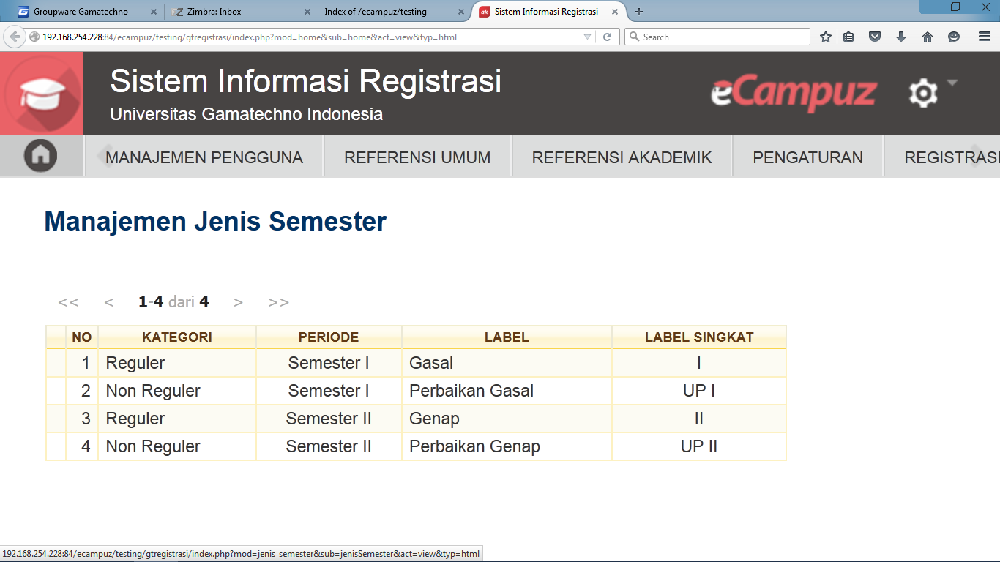 Groupware Gamatechno
Zimbra: Inbox
Index of /ecampuz/testing
Sistem Informasi Registrasi
192.168.254.228:84/ecampuz/testing/gtregistrasi/index.php?mod=home&sub=home&act=view&typ=html
Search
ak
Sistem Informasi Registrasi
Universitas Gamatechno Indonesia
eCampuz
MANAJEMEN PENGGUNA
REFERENSI UMUM
REFERENSI AKADEMIK
PENGATURAN
REGISTRASI
Manajemen Jenis Semester
<< < 1-4 dari 4 > >>
NO KATEGORI PERIODE LABEL LABEL SINGKAT
1 Reguler Semester I Gasal I
2 Non Reguler Semester I Perbaikan Gasal UP I
3 Reguler Semester II Genap II
4 Non Reguler Semester II Perbaikan Genap UP II
192.168.254.228:84/ecampuz/testing/gtregistrasi/index.php?mod=jenis_semester&sub=jenisSemester&act=view&typ=html